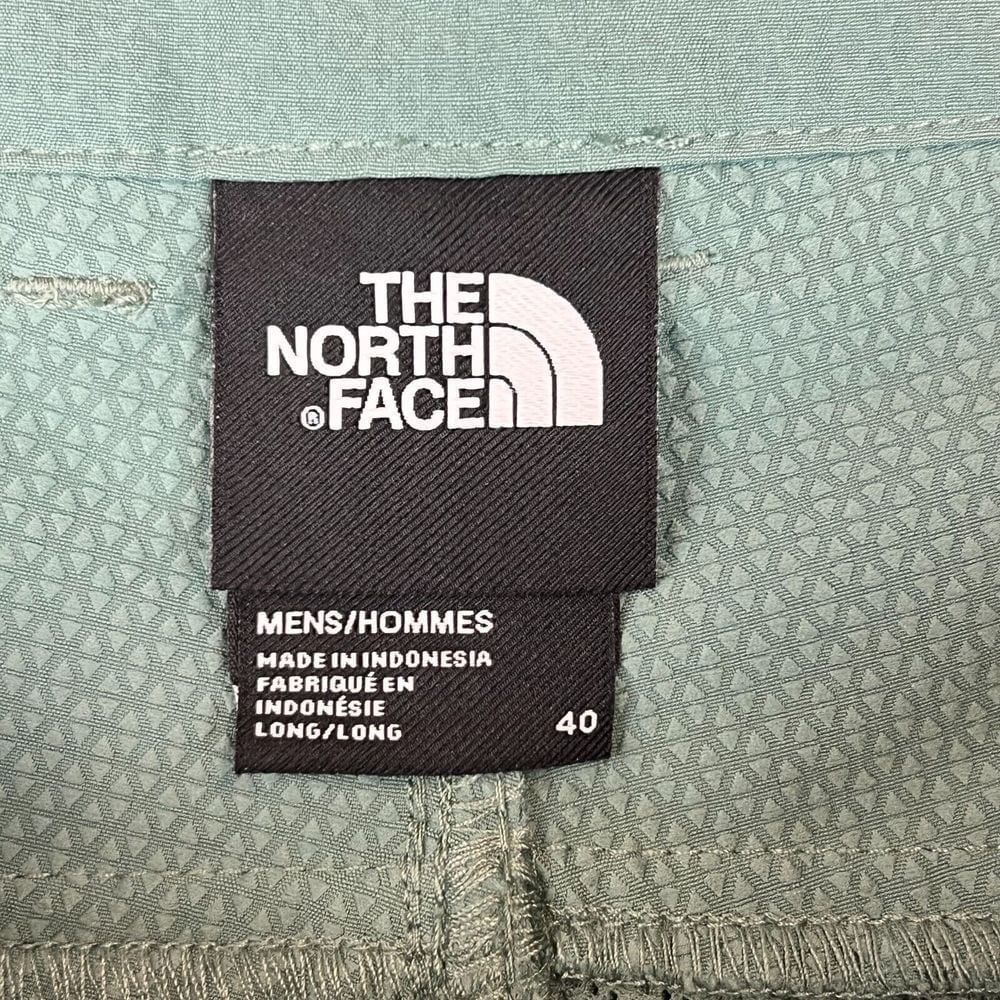 THE
NORTH
®FACE
MENS/HOMMES
MADE IN INDONESIA
FABRIQUÉ EN
INDONÉSIE
LONG/LONG 40